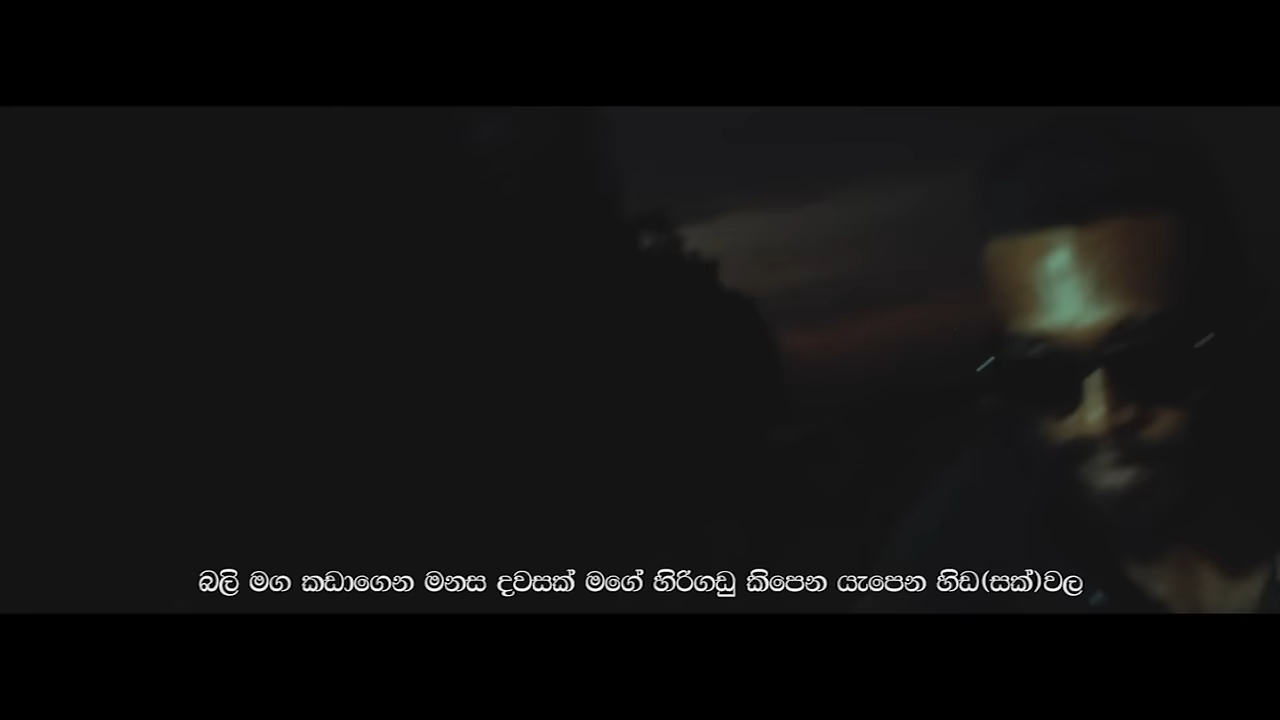 බලි මග කඩාගෙන මනස දවසක් මගේ හිරිගඩු කිපෙන යැපෙන හිඩ(සක්)වල